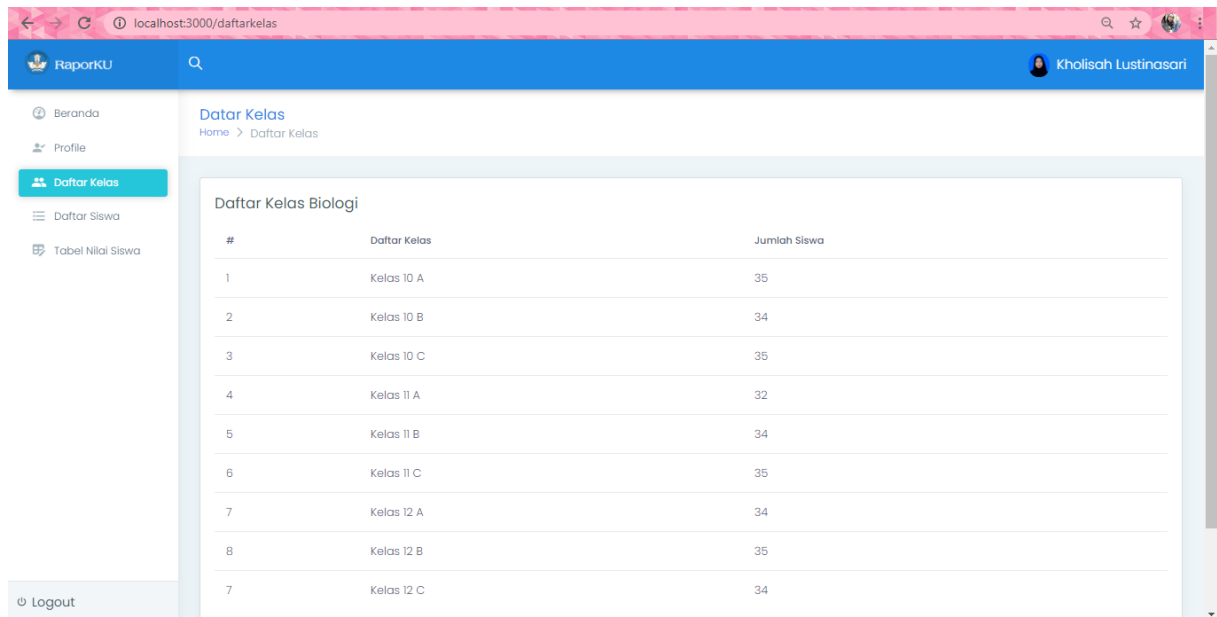 localhost:3000/daftarkelas
RaporKU
Kholisah Lustinasari
Beranda
Profile
Daftar Kelas
Daftar Siswa
Tabel Nilai Siswa
Logout
Datar Kelas
Home > Daftar Kelas
Daftar Kelas Biologi
# Daftar Kelas Jumlah Siswa
1 Kelas 10 A 35
2 Kelas 10 B 34
3 Kelas 10 C 35
4 Kelas 11 A 32
5 Kelas 11 B 34
6 Kelas 11 C 35
7 Kelas 12 A 34
8 Kelas 12 B 35
7 Kelas 12 C 34